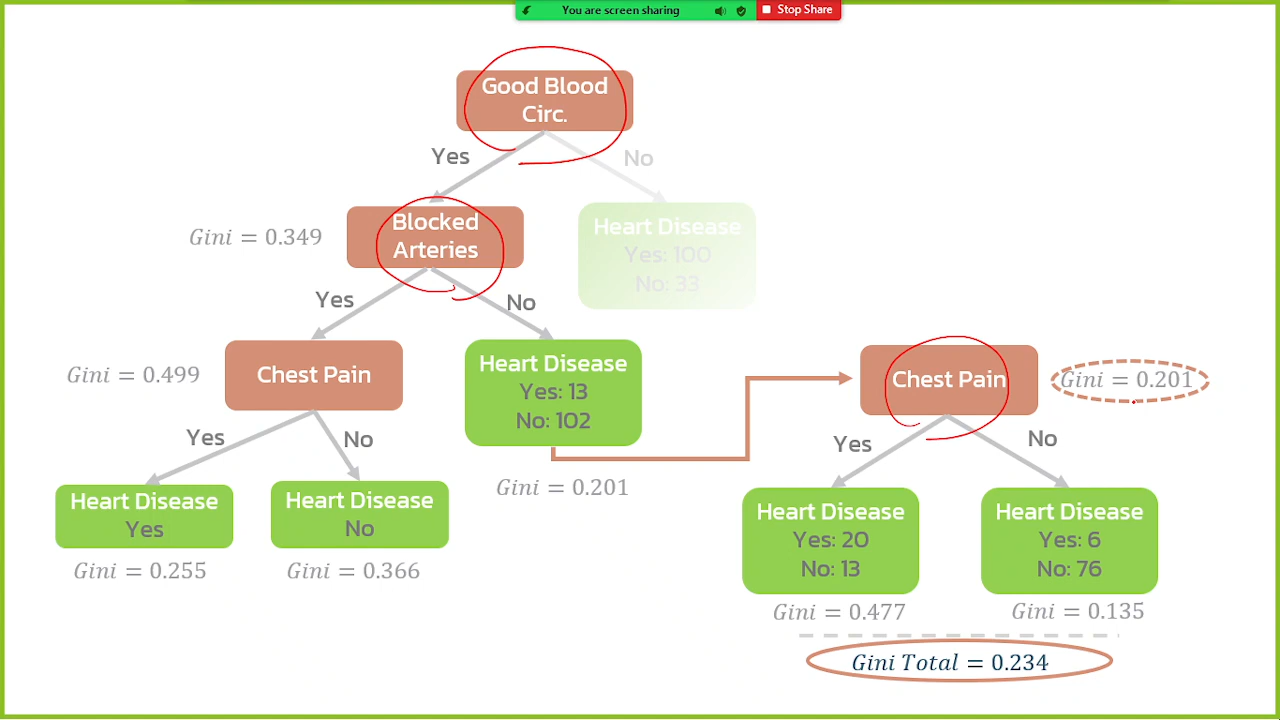 You are screen sharing
Stop Share
Good Blood
Circ.
Yes
No
Gini = 0.349
Blocked
Arteries
Heart Disease
Yes: 100
No: 33
Yes
No
Gini = 0.499
Chest Pain
Heart Disease
Yes: 13
No: 102
Chest Pain
Gini = 0.201
Yes
No
Yes
No
Gini = 0.201
Heart Disease
Yes
Heart Disease
No
Heart Disease
Yes: 20
No: 13
Heart Disease
Yes: 6
No: 76
Gini = 0.255
Gini = 0.366
Gini = 0.477
Gini = 0.135
Gini Total = 0.234